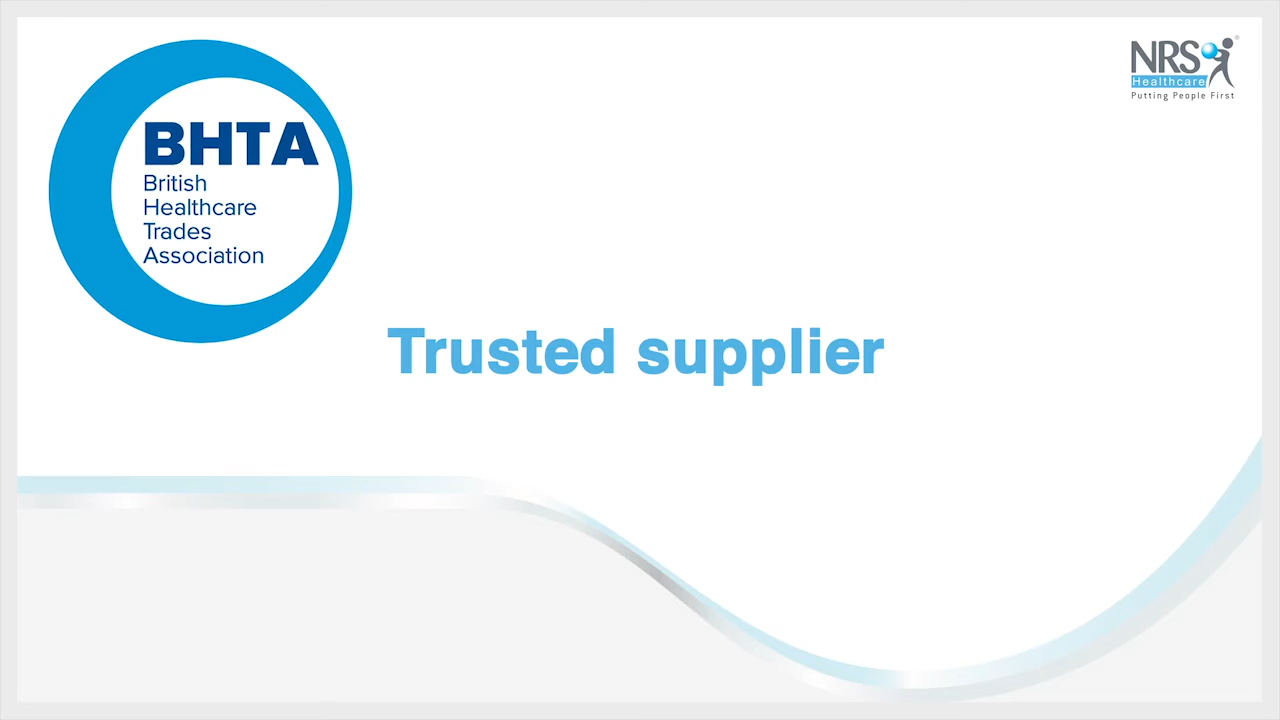 BHTA
British
Healthcare
Trades
Association
NRS
Healthcare
Putting People First
Trusted supplier